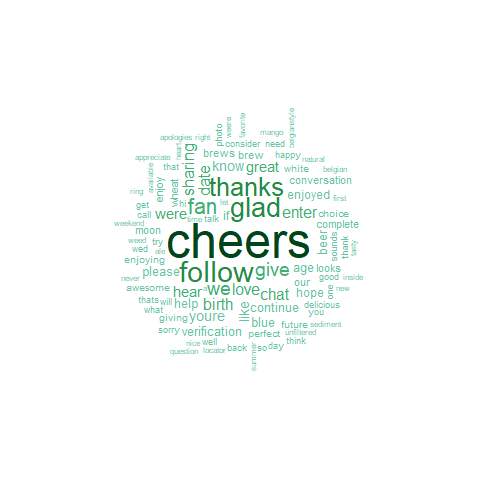 belgianstyle
favorite
weere
photo
mango
apologies
right
consider
need
heart
sharing
brews
brew
happy
appreciate
that
know
great
white
natural
belgian
available
enjoy
wheat
date
thanks
conversation
ring
hi
fan
let
glad
enjoyed
first
get
call
were
time
talk
if
enter
choice
weekend
moon
cheers
beer
complete
weed
try
sounds
thank
tasty
wed
ale
enjoying
please
follow
give
age
looks
never
awesome
hear
a
we
love
chat
our
good
inside
hope
one
new
thats
will
help
birth
like
continue
delicious
what
giving
youre
blue
future
you
sediment
sorry
verification
perfect
unfiltered
nice
well
think
question
locator
back
so
day
summer